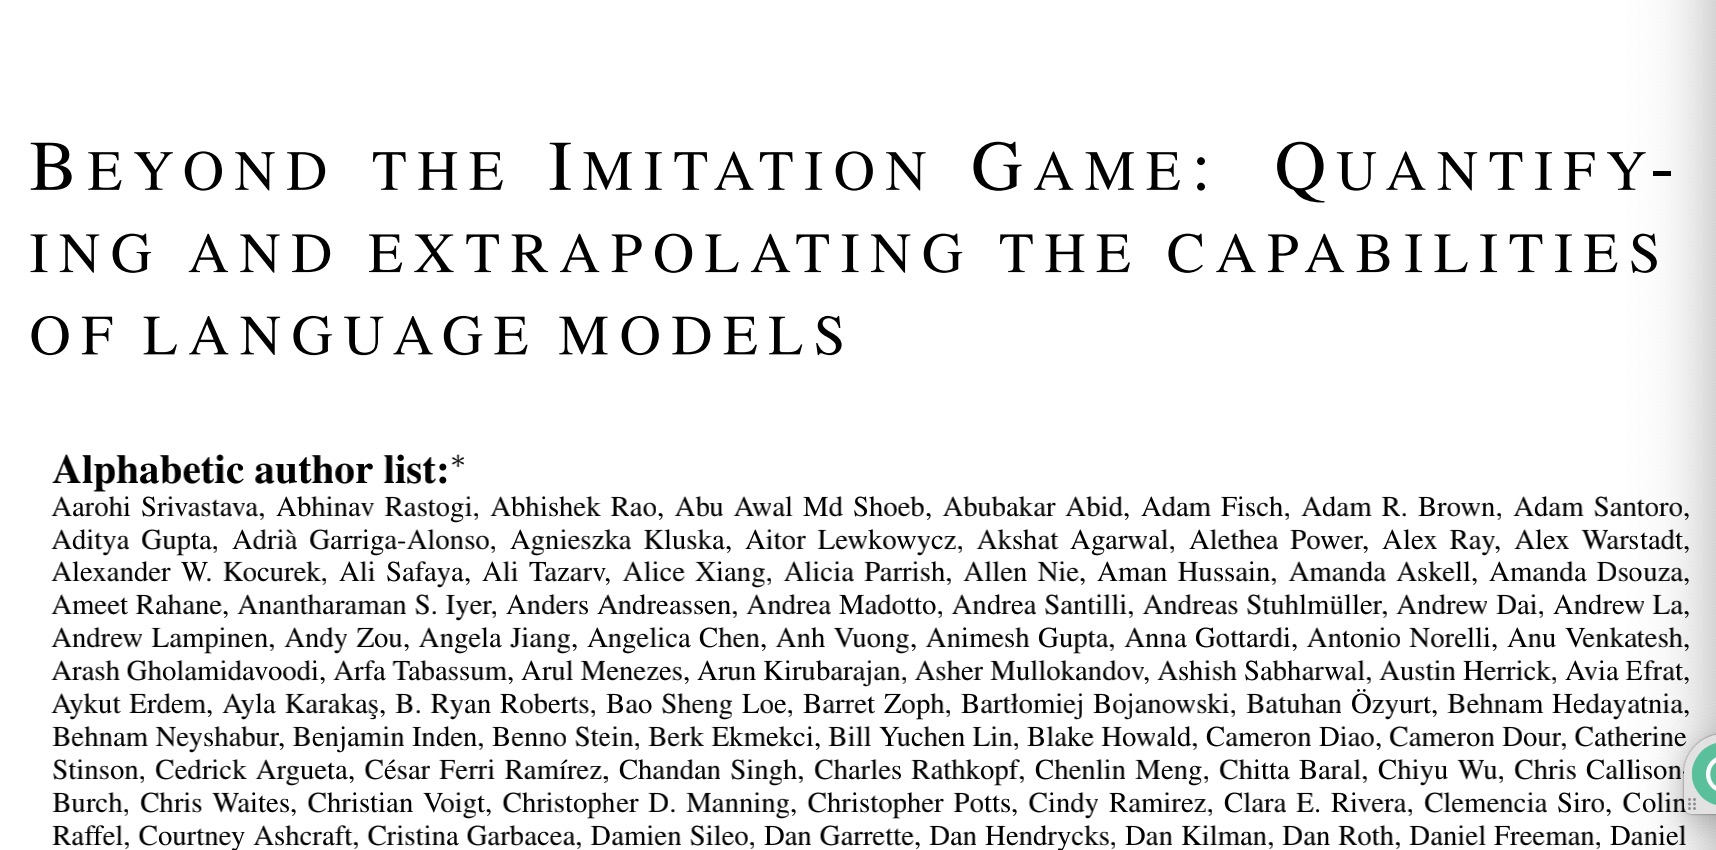 BEYOND THE IMITATION GAME: QUANTIFY-
ING AND EXTRAPOLATING THE CAPABILITIES
OF LANGUAGE MODELS
Alphabetic author list:*
Aarohi Srivastava, Abhinav Rastogi, Abhishek Rao, Abu Awal Md Shoeb, Abubakar Abid, Adam Fisch, Adam R. Brown, Adam Santoro,
Aditya Gupta, Adrià Garriga-Alonso, Agnieszka Kluska, Aitor Lewkowycz, Akshat Agarwal, Alethea Power, Alex Ray, Alex Warstadt,
Alexander W. Kocurek, Ali Safaya, Ali Tazarv, Alice Xiang, Alicia Parrish, Allen Nie, Aman Hussain, Amanda Askell, Amanda Dsouza,
Ameet Rahane, Anantharaman S. Iyer, Anders Andreassen, Andrea Madotto, Andrea Santilli, Andreas Stuhlmüller, Andrew Dai, Andrew La,
Andrew Lampinen, Andy Zou, Angela Jiang, Angelica Chen, Anh Vuong, Animesh Gupta, Anna Gottardi, Antonio Norelli, Anu Venkatesh,
Arash Gholamidavoodi, Arfa Tabassum, Arul Menezes, Arun Kirubarajan, Asher Mullokandov, Ashish Sabharwal, Austin Herrick, Avia Efrat,
Aykut Erdem, Ayla Karakaş, B. Ryan Roberts, Bao Sheng Loe, Barret Zoph, Bartłomiej Bojanowski, Batuhan Özyurt, Behnam Hedayatnia,
Behnam Neyshabur, Benjamin Inden, Benno Stein, Berk Ekmekci, Bill Yuchen Lin, Blake Howald, Cameron Diao, Cameron Dour, Catherine
Stinson, Cedrick Argueta, César Ferri Ramírez, Chandan Singh, Charles Rathkopf, Chenlin Meng, Chitta Baral, Chiyu Wu, Chris Callison-
Burch, Chris Waites, Christian Voigt, Christopher D. Manning, Christopher Potts, Cindy Ramirez, Clara E. Rivera, Clemencia Siro, Colin
Raffel, Courtney Ashcraft, Cristina Garbacea, Damien Sileo, Dan Garrette, Dan Hendrycks, Dan Kilman, Dan Roth, Daniel Freeman, Daniel